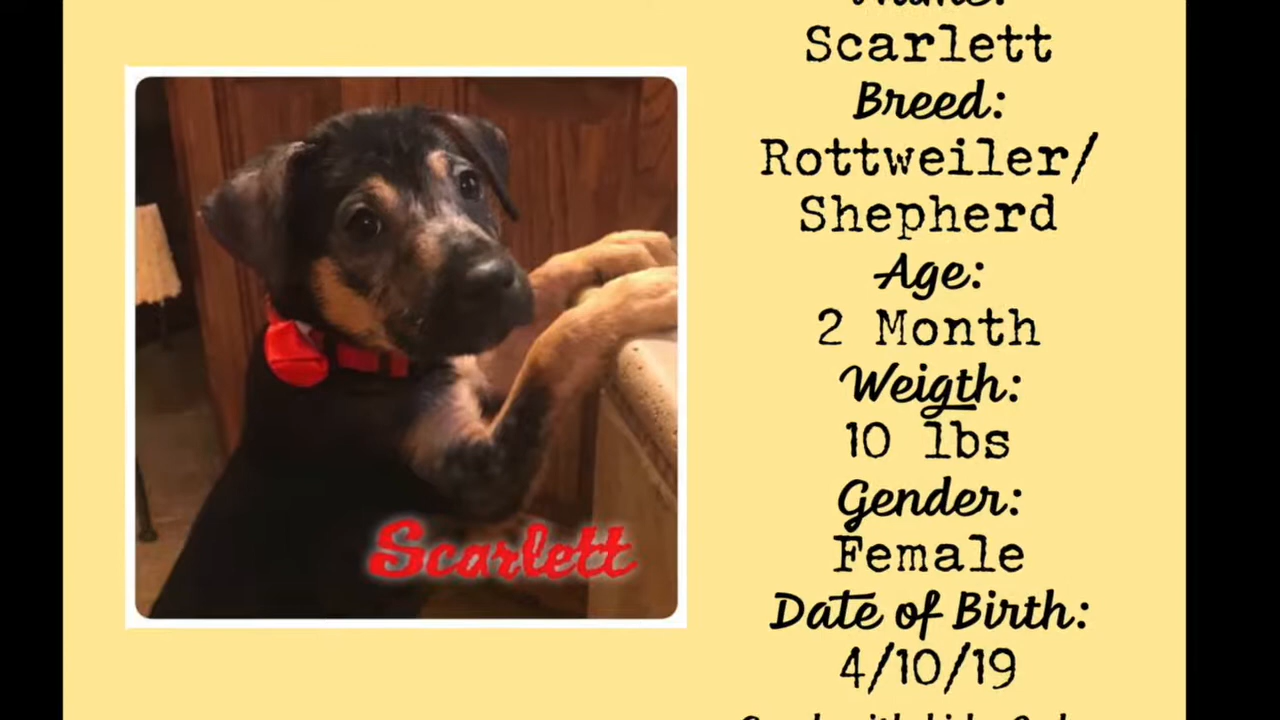 Name:
Scarlett
Breed:
Rottweiler/
Shepherd
Age:
2 Month
Weigth:
10 lbs
Gender:
Female
Date of Birth:
4/10/19
Scarlett